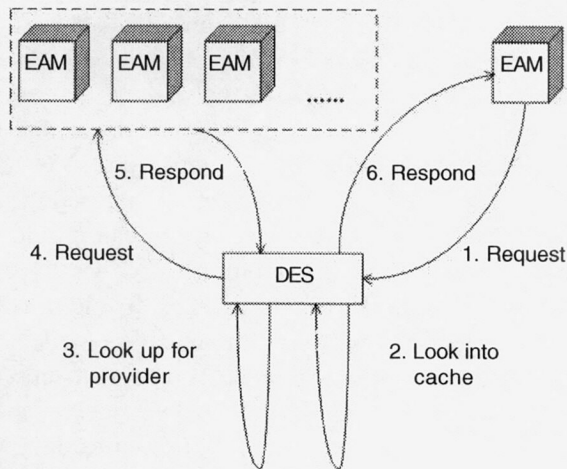 EAM
EAM
EAM
EAM
......
5. Respond
6. Respond
4. Request
1. Request
DES
3. Look up for
provider
2. Look into
cache